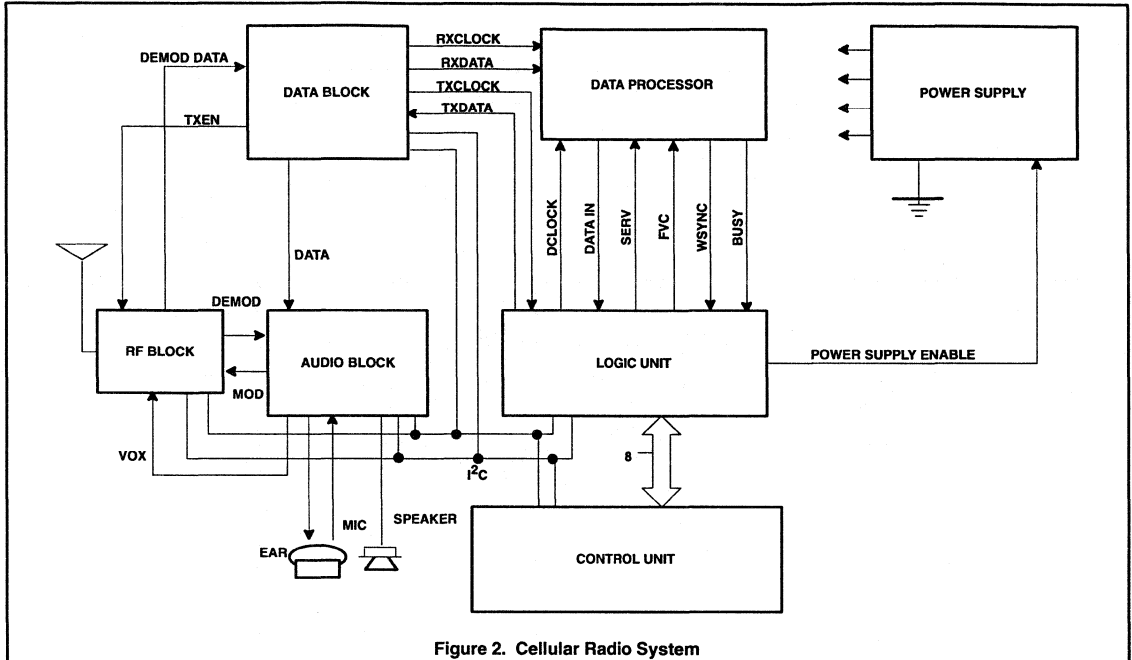 RXCLOCK
DEMOD DATA
RXDATA
DATA BLOCK
TXCLOCK
DATA PROCESSOR
POWER SUPPLY
TXDATA
TXEN
DCLOCK
DATA IN
SERV
FVC
WSYNC
BUSY
DATA
DEMOD
RF BLOCK
AUDIO BLOCK
LOGIC UNIT
POWER SUPPLY ENABLE
MOD
VOX
I²C
8
MIC
SPEAKER
EAR
CONTROL UNIT
Figure 2. Cellular Radio System